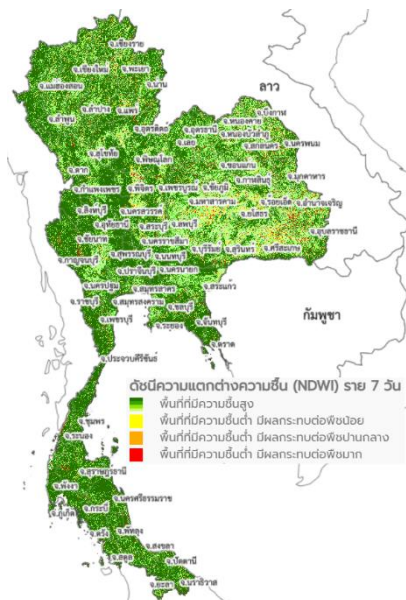 จ.เชียงราย
จ.เชียงใหม่
จ.พะเยา
จ.แม่ฮ่องสอน
จ.น่าน
ลาว
จ.ลำปาง
จ.แพร่
จ.ลำพูน
จ.บึงกาฬ
จ.อุตรดิตถ์
จ.อุดรธานี
จ.หนองคาย
จ.หนองบัวลำภู
จ.เลย
จ.สกลนคร
จ.นครพนม
จ.สุโขทัย
จ.พิษณุโลก
จ.ขอนแก่น
จ.ตาก
จ.กาฬสินธุ์
จ.มุกดาหาร
จ.กำแพงเพชร
จ.พิจิตร
จ.เพชรบูรณ์
จ.ชัยภูมิ
จ.มหาสารคาม
จ.ร้อยเอ็ด
จ.อำนาจเจริญ
จ.สิงห์บุรี
จ.นครสวรรค์
จ.ยโสธร
จ.อุทัยธานี
จ.สระบุรี
จ.ลพบุรี
จ.อุบลราชธานี
จ.ชัยนาท
จ.นครราชสีมา
จ.สุพรรณบุรี
จ.นนทบุรี
จ.บุรีรัมย์
จ.สุรินทร์
จ.ศรีสะเกษ
จ.กาญจนบุรี
จ.ปราจีนบุรี
จ.นครนายก
จ.นครปฐม
จ.สมุทรสาคร
จ.สระแก้ว
จ.ราชบุรี
จ.สมุทรสงคราม
จ.ชลบุรี
กัมพูชา
จ.เพชรบุรี
จ.ระยอง
จ.จันทบุรี
จ.ตราด
จ.ประจวบคีรีขันธ์
ดัชนีความแตกต่างความชื้น (NDWI) ราย 7 วัน
พื้นที่ที่มีความชื้นสูง
พื้นที่ที่มีความชื้นต่ำ มีผลกระทบต่อพืชน้อย
พื้นที่ที่มีความชื้นต่ำ มีผลกระทบต่อพืชปานกลาง
พื้นที่ที่มีความชื้นต่ำ มีผลกระทบต่อพืชมาก
จ.ชุมพร
จ.ระนอง
จ.สุราษฎร์ธานี
จ.พังงา
จ.นครศรีธรรมราช
จ.กระบี่
จ.ภูเก็ต
จ.ตรัง
จ.พัทลุง
จ.สงขลา
จ.สตูล
จ.ปัตตานี
จ.ยะลา
จ.นราธิวาส